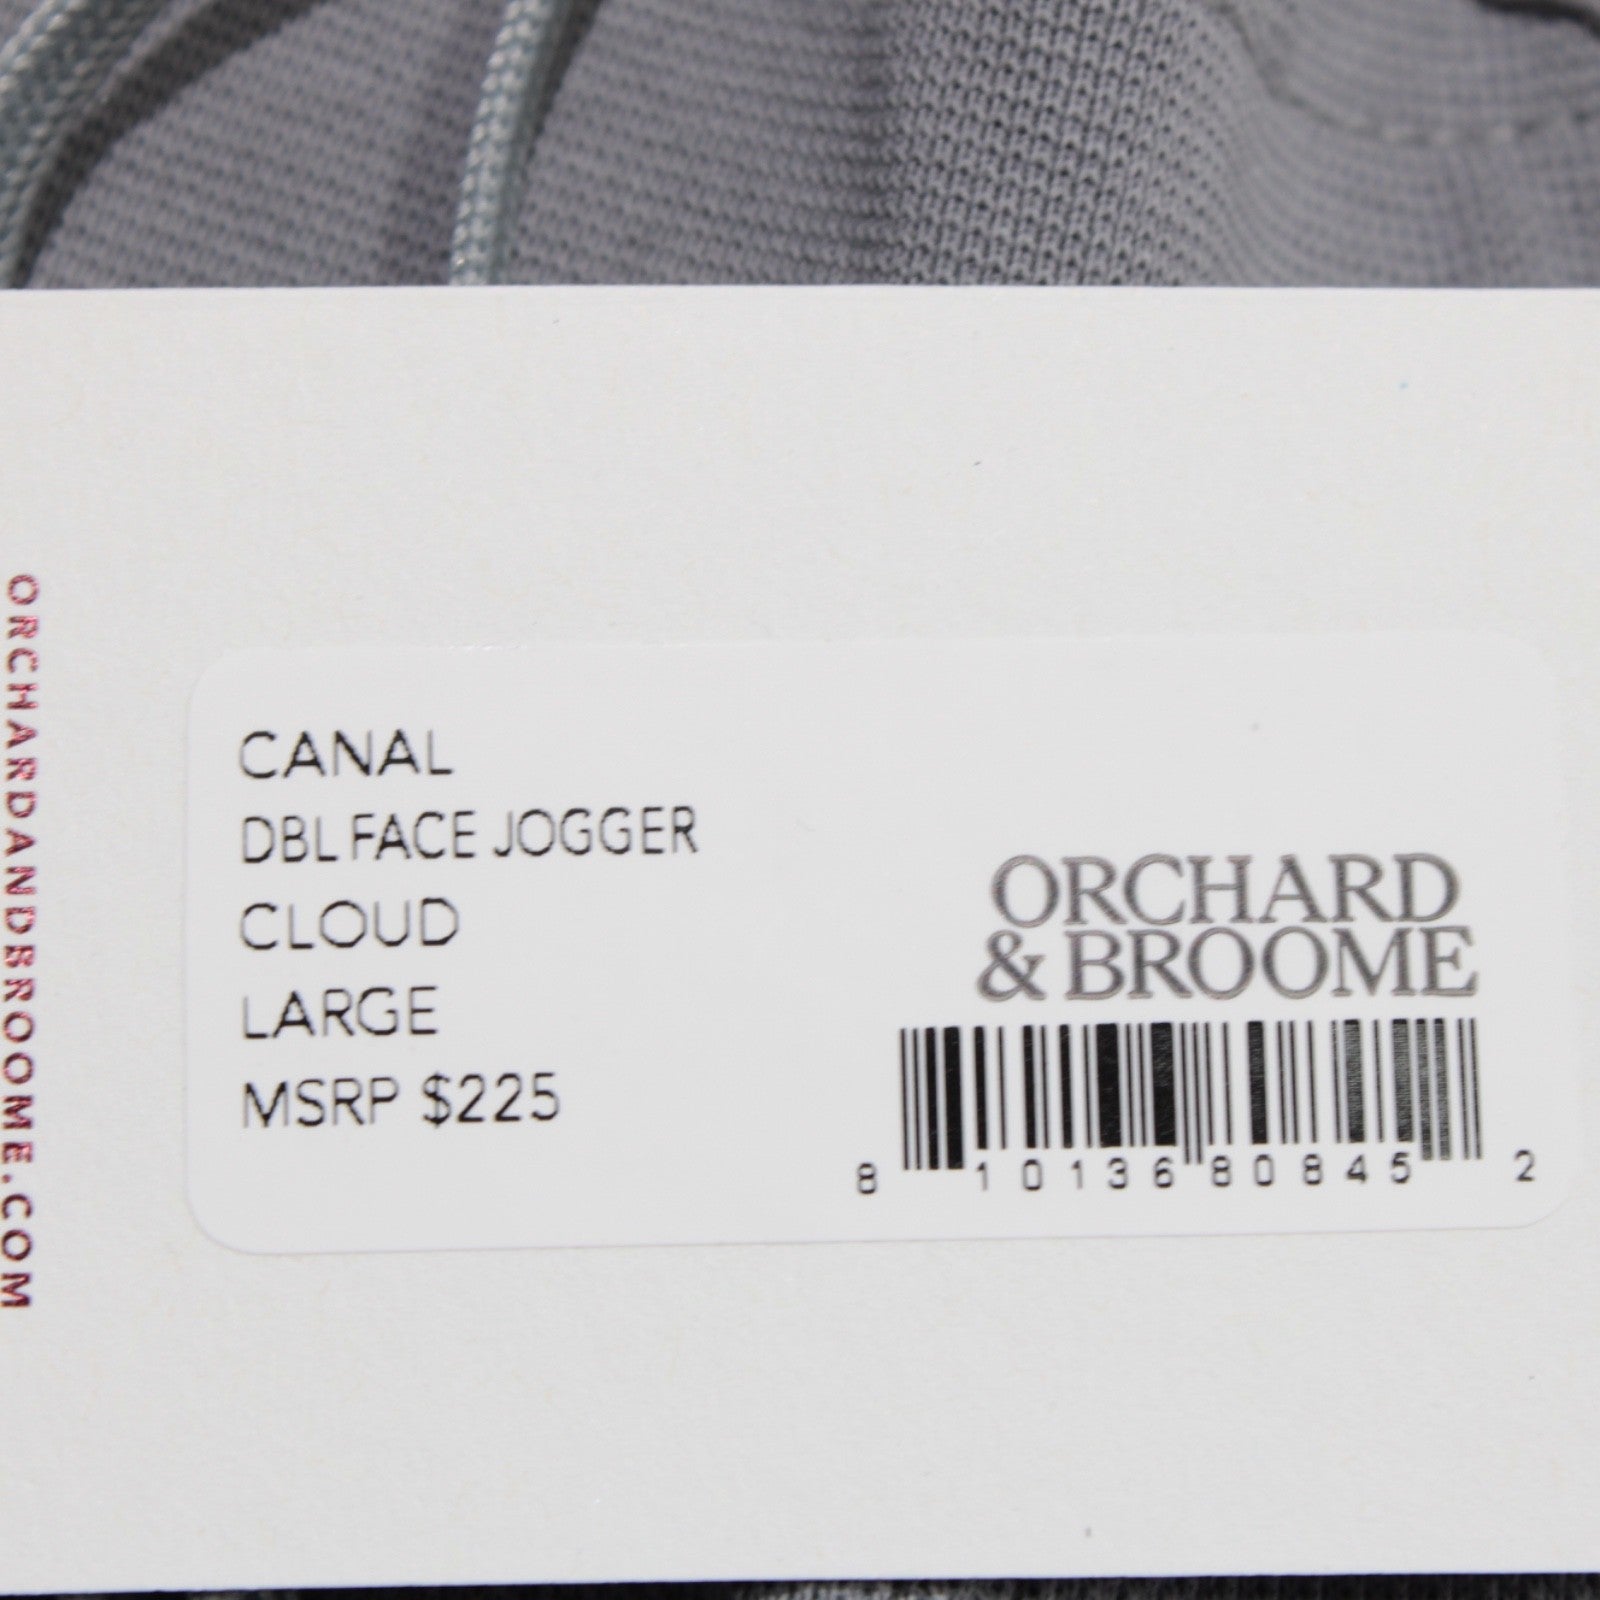 ORCHARDANDBROOME.COM
CANAL
DBL FACE JOGGER
CLOUD
LARGE
MSRP $225
ORCHARD
& BROOME
8 10136 80845 2